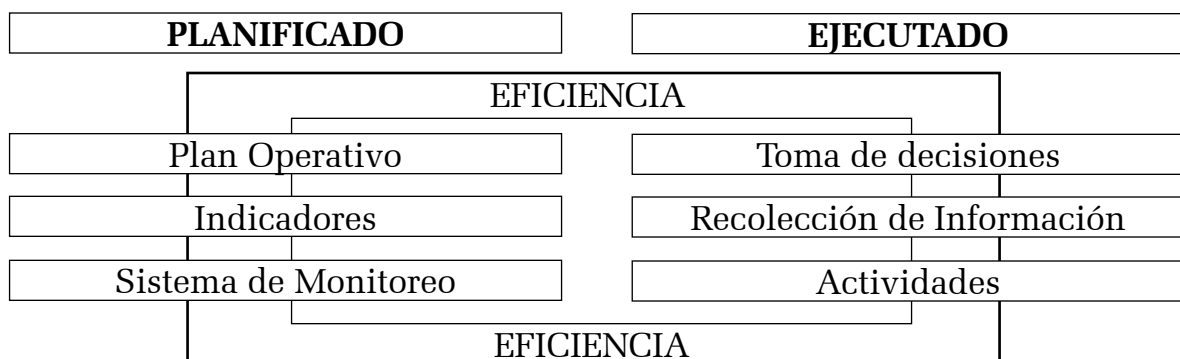 PLANIFICADO
EJECUTADO
EFICIENCIA
Plan Operativo
Toma de decisiones
Indicadores
Recolección de Información
Sistema de Monitoreo
Actividades
EFICIENCIA